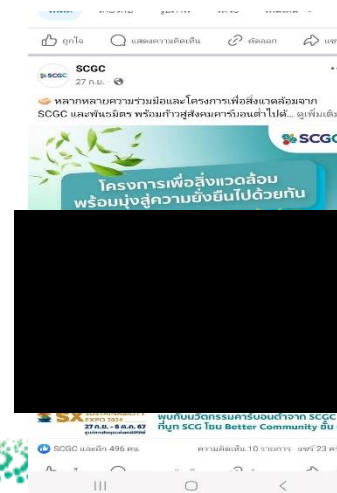 ถูกใจ แสดงความคิดเห็น คัดลอก แชร์
SCGC
27 ก.ย.
หลากหลายความร่วมมือและโครงการเพื่อสิ่งแวดล้อมจาก
SCGC และพันธมิตร พร้อมก้าวสู่สังคมคาร์บอนต่ำไปด้... ดูเพิ่มเติม
SCGC
โครงการเพื่อสิ่งแวดล้อม
พร้อมมุ่งสู่ความยั่งยืนไปด้วยกัน
SX EXPO 2024
27 ก.ย. - 6 ต.ค. 67
พบกับนวัตกรรมคาร์บอนต่ำจาก SCGC
ที่บูท SCG โซน Better Community ชั้น
SCGC และอีก 496 คน ความคิดเห็น 10 รายการ แชร์ 23 ครั้ง